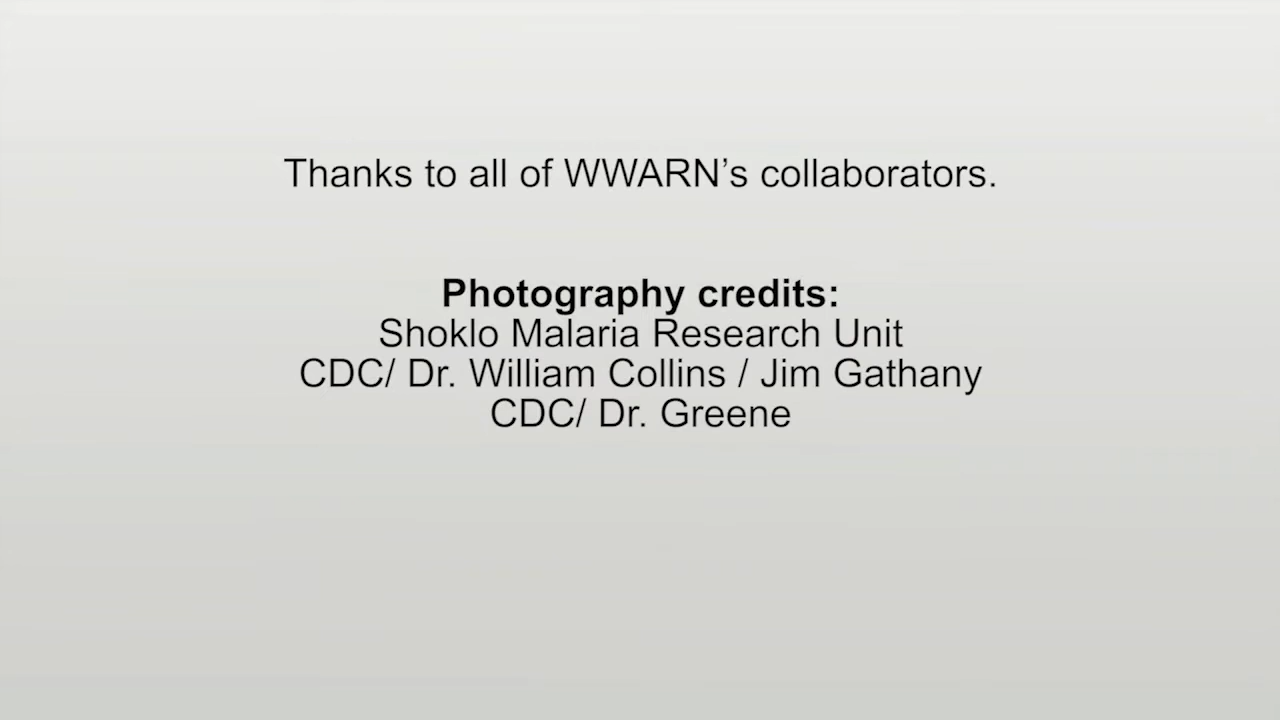 Thanks to all of WWARN’s collaborators.
Photography credits:
Shoklo Malaria Research Unit
CDC/ Dr. William Collins / Jim Gathany
CDC/ Dr. Greene